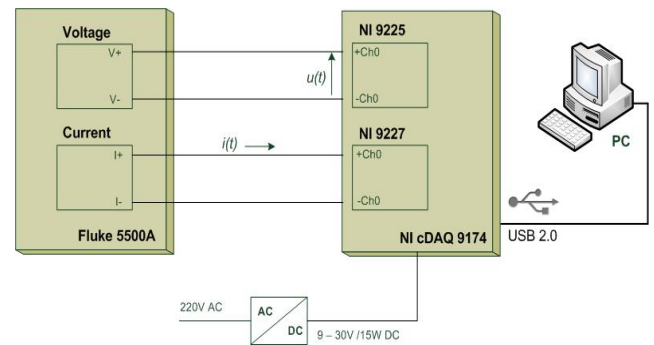 Voltage
V+
V-
Current
I+
I-
Fluke 5500A
u(t)
i(t)
NI 9225
+Ch0
-Ch0
NI 9227
+Ch0
-Ch0
NI cDAQ 9174
PC
USB 2.0
220V AC
AC
DC
9 – 30V /15W DC